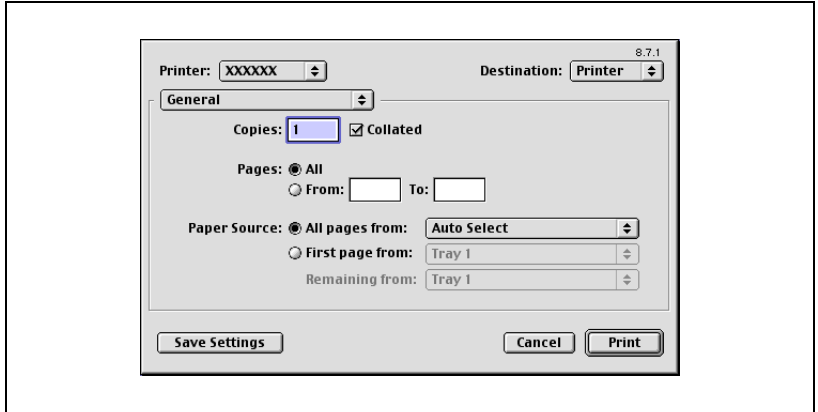 8.7.1
Printer: XXXXXX Destination: Printer
General
Copies: 1 Collated
Pages: All
From: To:
Paper Source: All pages from: Auto Select
First page from: Tray 1
Remaining from: Tray 1
Save Settings Cancel Print